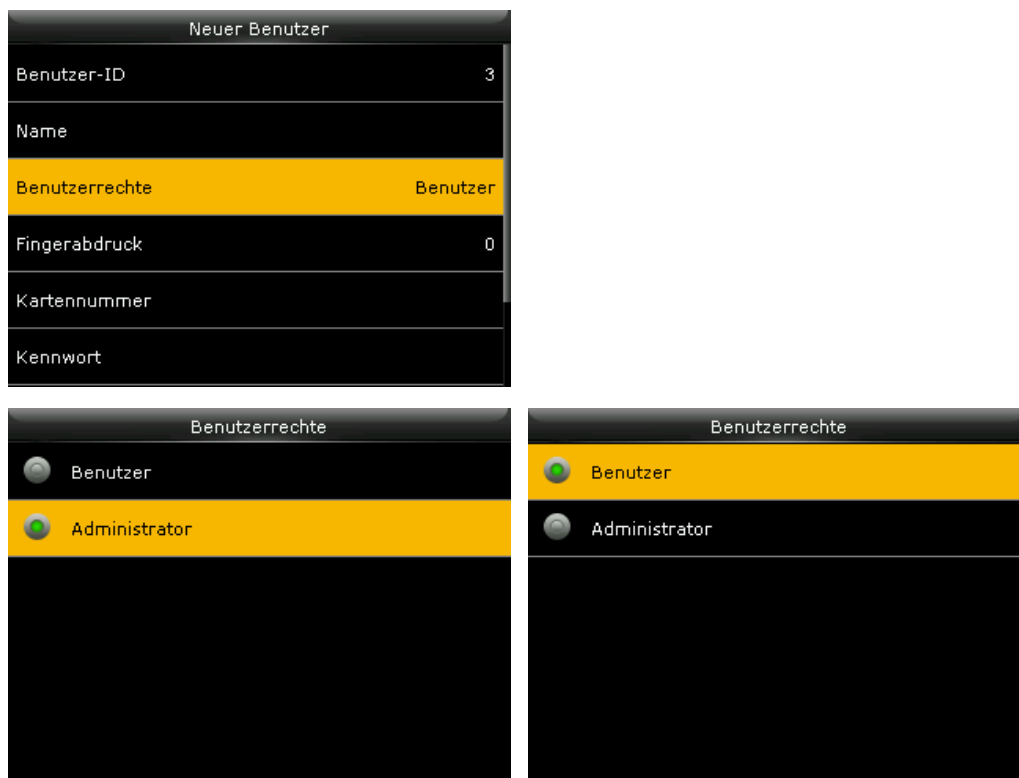 Neuer Benutzer
Benutzer-ID 3
Name
Benutzerrechte Benutzer
Fingerabdruck 0
Kartennummer
Kennwort
Benutzerrechte
Benutzer
Administrator
Benutzerrechte
Benutzer
Administrator